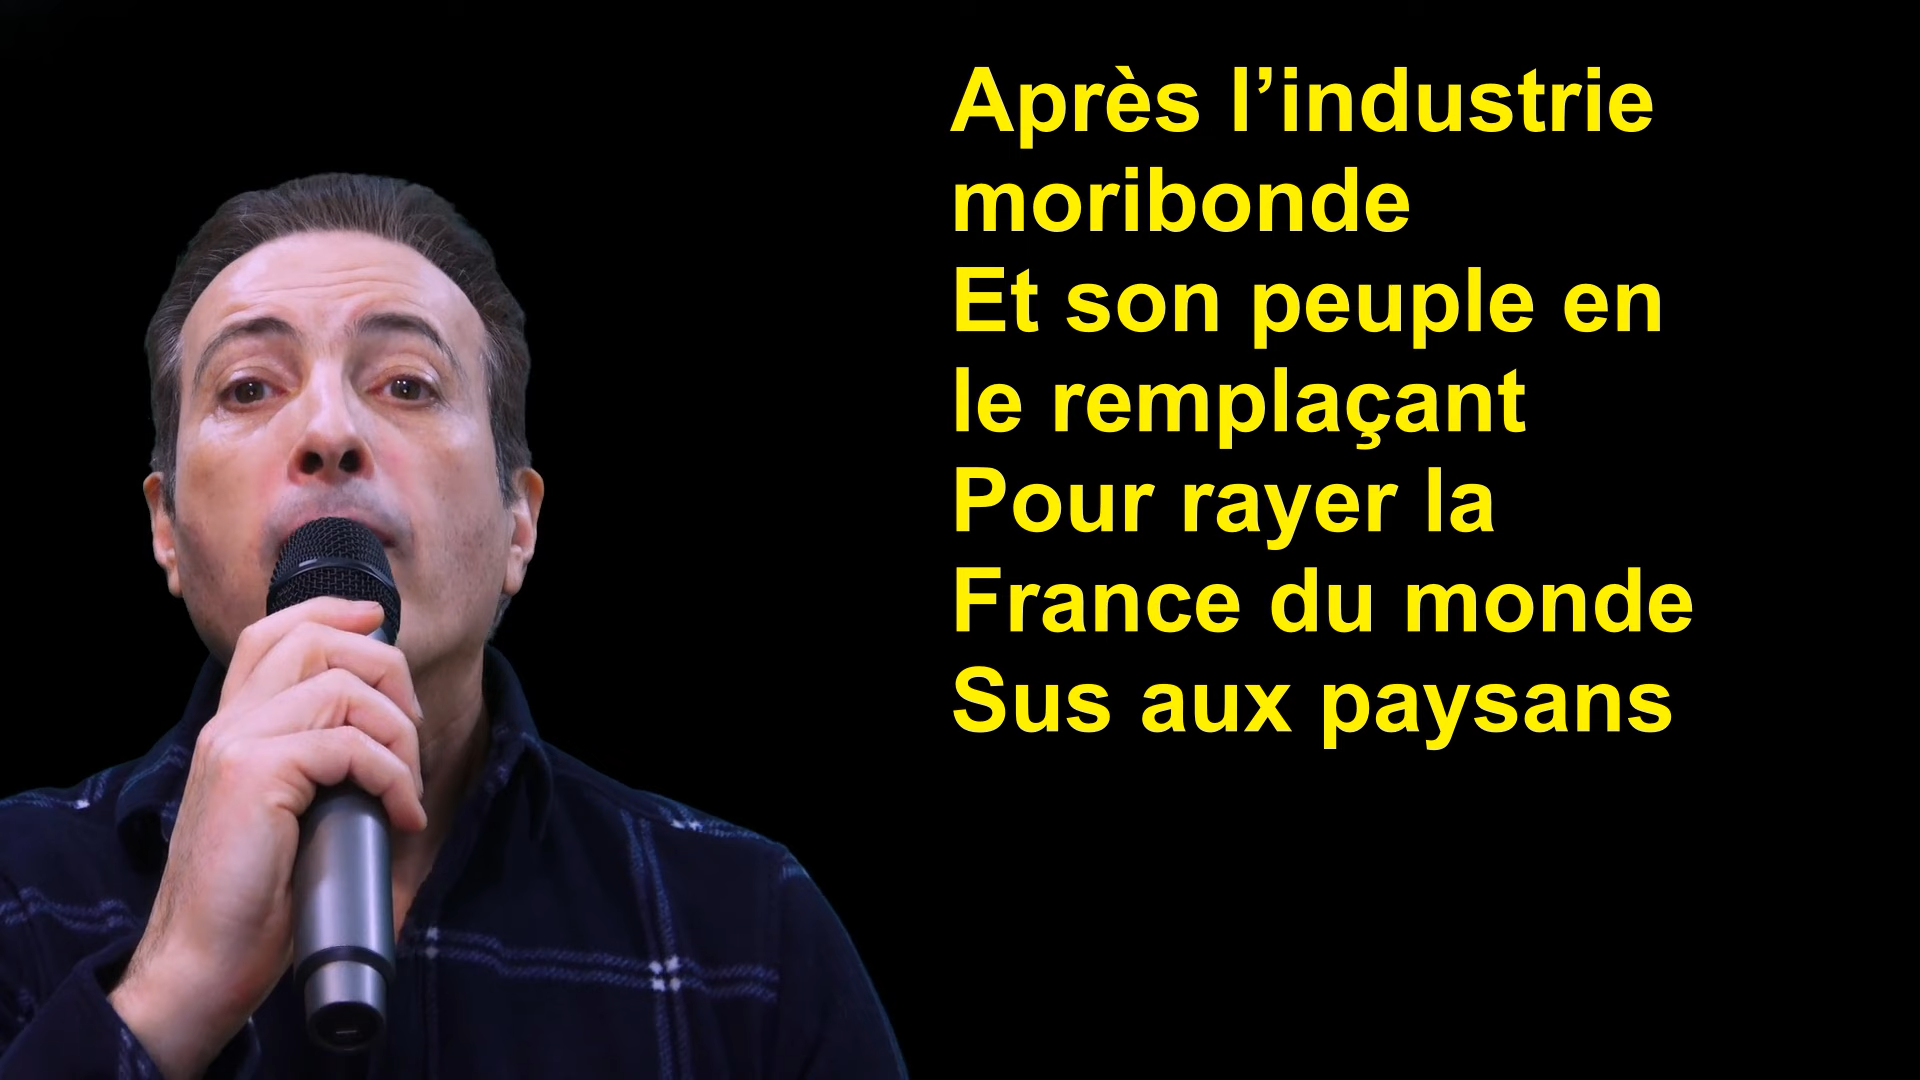 Après l’industrie
moribonde
Et son peuple en
le remplaçant
Pour rayer la
France du monde
Sus aux paysans